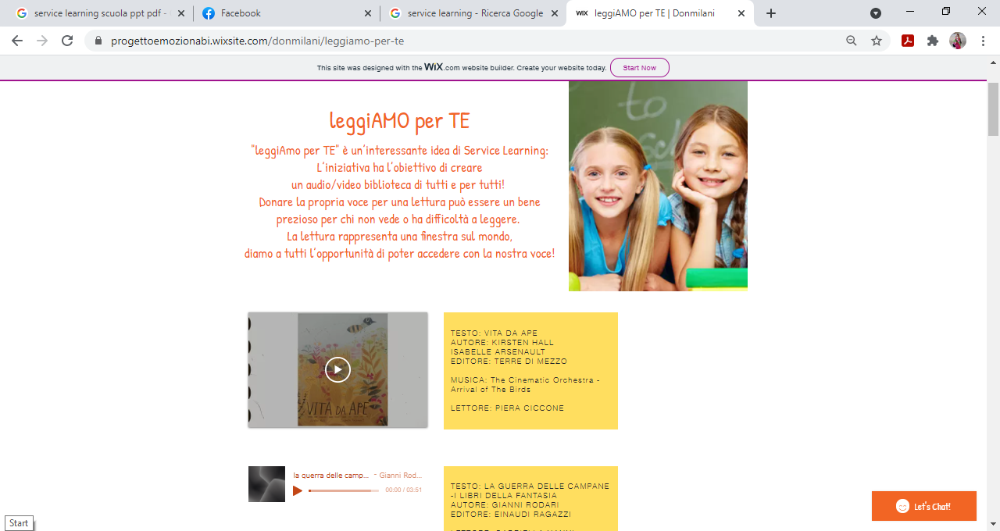 service learning scuola ppt pdf -
Facebook
service learning - Ricerca Google
WiX leggiAMO per TE | Donmilani
progettoemozionabi.wixsite.com/donmilani/leggiamo-per-te
This site was designed with the WiX.com website builder. Create your website today. Start Now
to
leggiAMO per TE
"leggiAmo per TE" è un'interessante idea di Service Learning:
L'iniziativa ha l'obiettivo di creare
un audio/video biblioteca di tutti e per tutti!
Donare la propria voce per una lettura può essere un bene
prezioso per chi non vede o ha difficoltà a leggere.
La lettura rappresenta una finestra sul mondo,
diamo a tutti l'opportunità di poter accedere con la nostra voce!
VITA DA APE
TESTO: VITA DA APE
AUTORE: KIRSTEN HALL
ISABELLE ARSENAULT
EDITORE: TERRE DI MEZZO
MUSICA: The Cinematic Orchestra -
Arrival of The Birds
LETTORE: PIERA CICCONE
la guerra delle camp... - Gianni Rod...
00:00 / 03:51
TESTO: LA GUERRA DELLE CAMPANE
-I LIBRI DELLA FANTASIA
AUTORE: GIANNI RODARI
EDITORE: EINAUDI RAGAZZI
Let's Chat!
Start